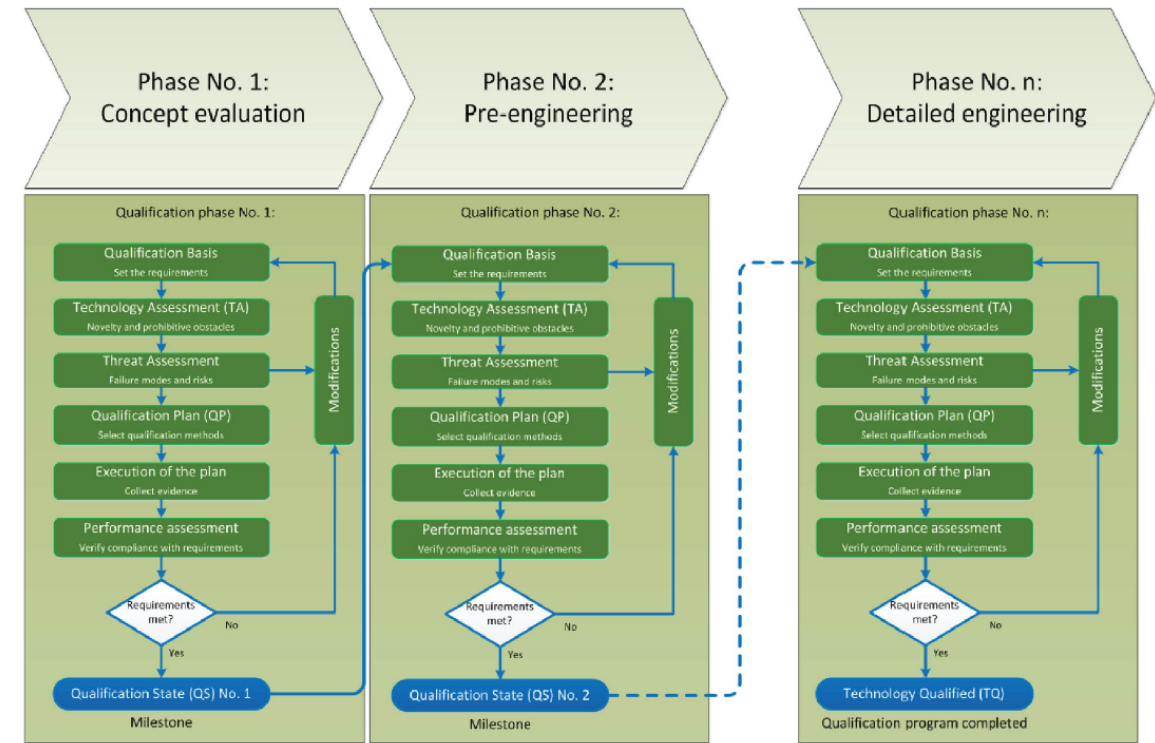 Phase No. 1:
Concept evaluation
Phase No. 2:
Pre-engineering
Phase No. n:
Detailed engineering
Qualification phase No. 1:
Qualification Basis
Set the requirements
Technology Assessment (TA)
Novelty and prohibitive obstacles
Threat Assessment
Failure modes and risks
Qualification Plan (QP)
Select qualification methods
Execution of the plan
Collect evidence
Performance assessment
Verify compliance with requirements
Requirements
met?
No
Yes
Modifications
Qualification State (QS) No. 1
Milestone
Qualification phase No. 2:
Qualification Basis
Set the requirements
Technology Assessment (TA)
Novelty and prohibitive obstacles
Threat Assessment
Failure modes and risks
Qualification Plan (QP)
Select qualification methods
Execution of the plan
Collect evidence
Performance assessment
Verify compliance with requirements
Requirements
met?
No
Yes
Modifications
Qualification State (QS) No. 2
Milestone
Qualification phase No. n:
Qualification Basis
Set the requirements
Technology Assessment (TA)
Novelty and prohibitive obstacles
Threat Assessment
Failure modes and risks
Qualification Plan (QP)
Select qualification methods
Execution of the plan
Collect evidence
Performance assessment
Verify compliance with requirements
Requirements
met?
No
Yes
Modifications
Technology Qualified (TQ)
Qualification program completed